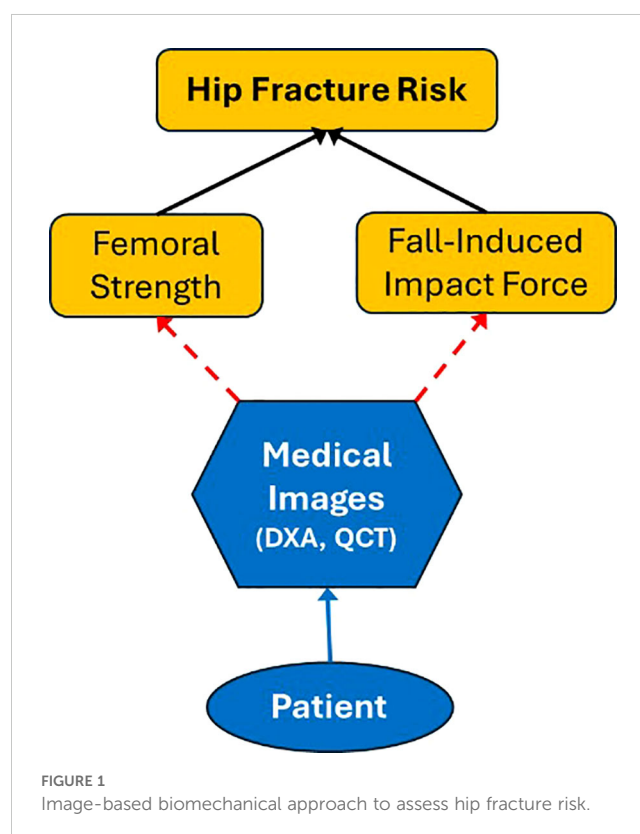 Hip Fracture Risk
Femoral
Strength
Fall-Induced
Impact Force
Medical
Images
(DXA, QCT)
Patient
FIGURE 1
Image-based biomechanical approach to assess hip fracture risk.